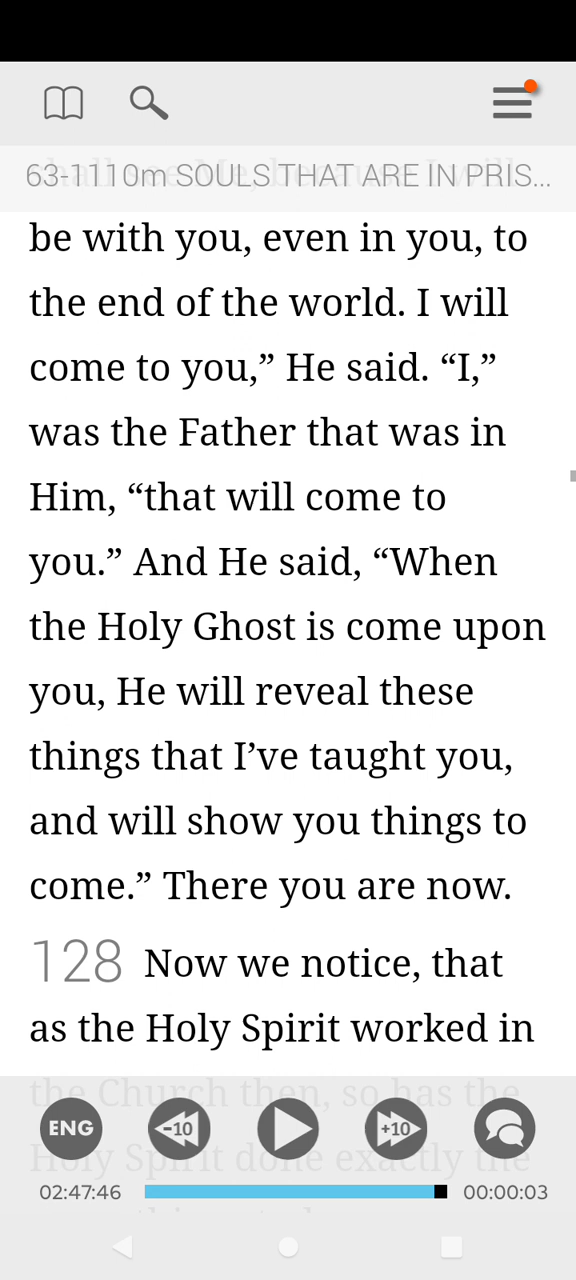 63-1110m SOULS THAT ARE IN PRIS...
shall see Me, because I will
be with you, even in you, to
the end of the world. I will
come to you,” He said. “I,”
was the Father that was in
Him, “that will come to
you.” And He said, “When
the Holy Ghost is come upon
you, He will reveal these
things that I’ve taught you,
and will show you things to
come.” There you are now.
128 Now we notice, that
as the Holy Spirit worked in
the Church then, so has the
ENG -10 +10
Holy Spirit done exactly the
02:47:46 00:00:03